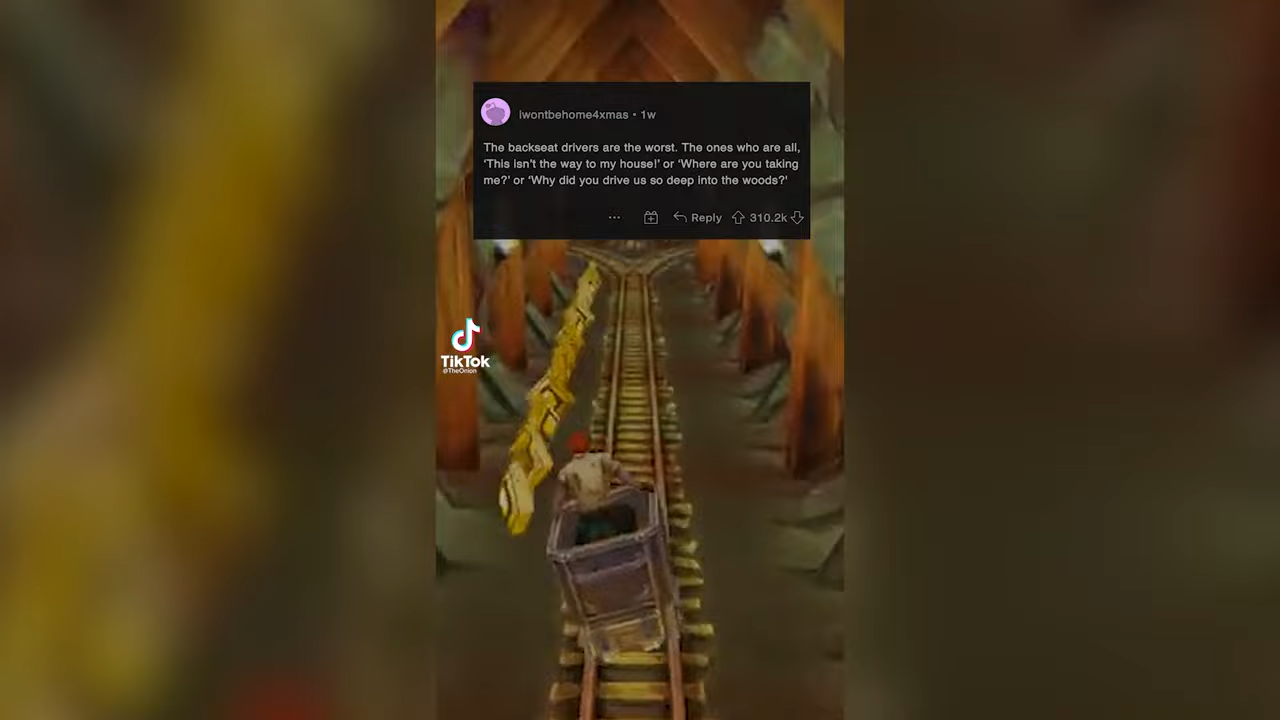 iwontbehome4xmas • 1w
The backseat drivers are the worst. The ones who are all,
'This isn't the way to my house!' or 'Where are you taking
me?' or 'Why did you drive us so deep into the woods?'
... Reply 310.2k
TikTok
@TheOnion